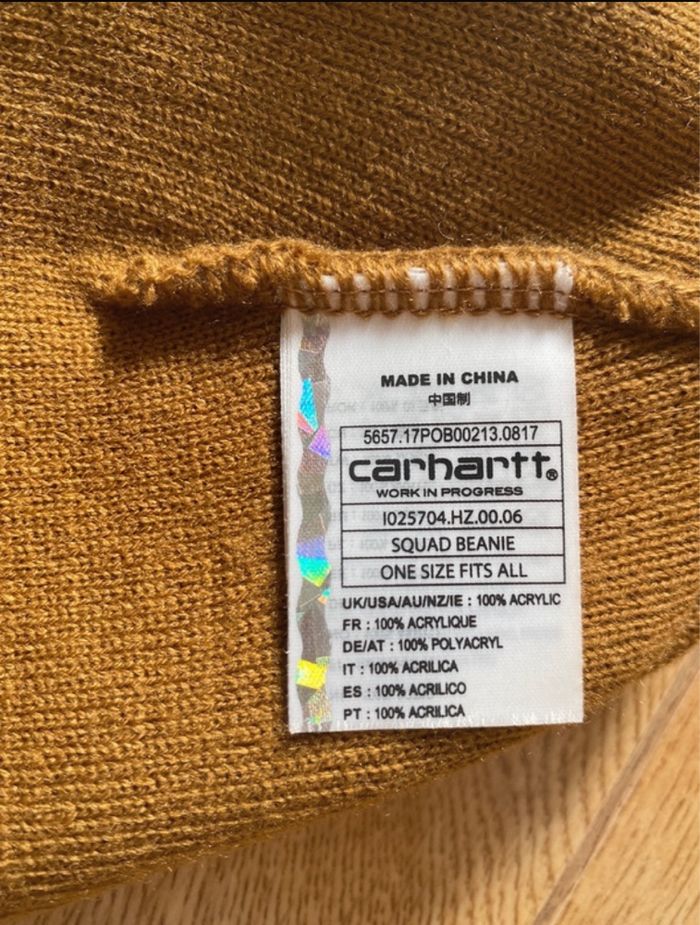 MADE IN CHINA
中国制
5657.17POB00213.0817
carhartt®
WORK IN PROGRESS
I025704.HZ.00.06
SQUAD BEANIE
ONE SIZE FITS ALL
UK/USA/AU/NZ/IE : 100% ACRYLIC
FR : 100% ACRYLIQUE
DE/AT : 100% POLYACRYL
IT : 100% ACRILICA
ES : 100% ACRILICO
PT : 100% ACRILICA